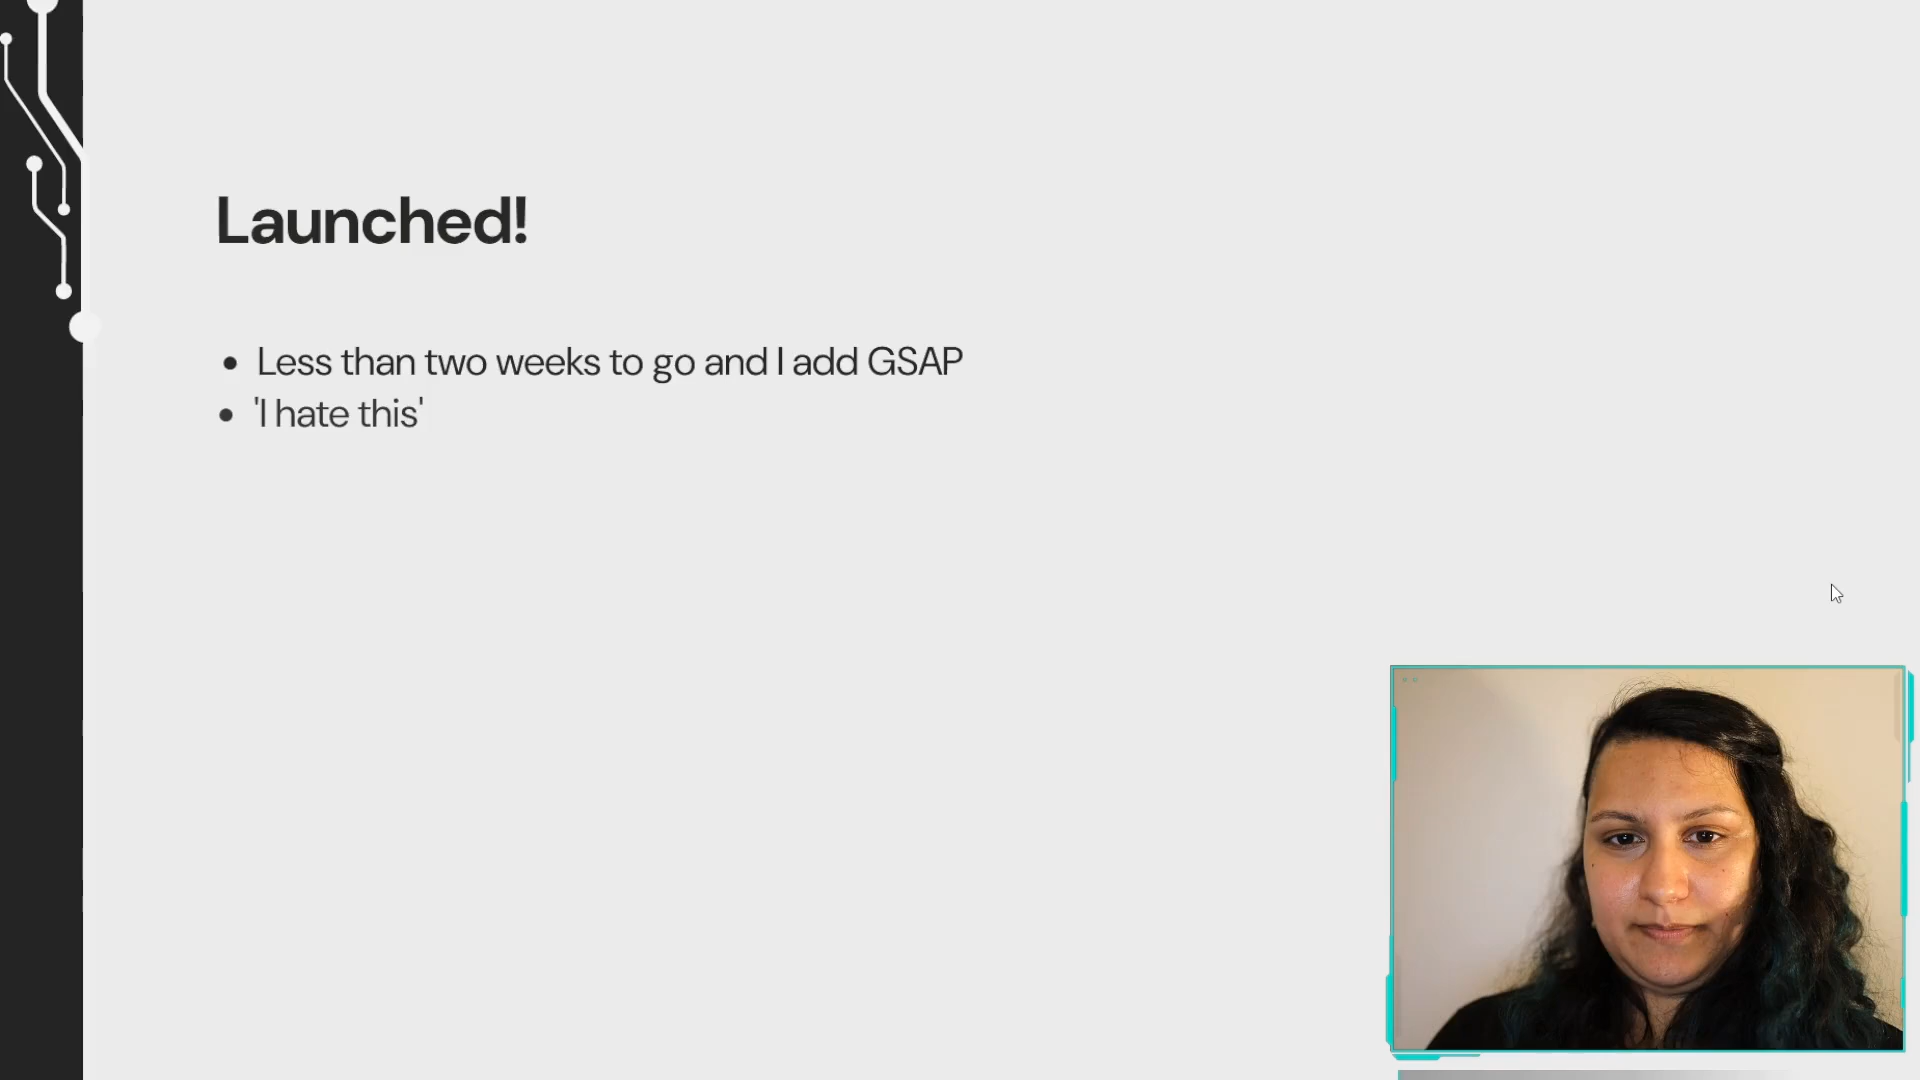 Launched!
• Less than two weeks to go and I add GSAP
• 'I hate this'